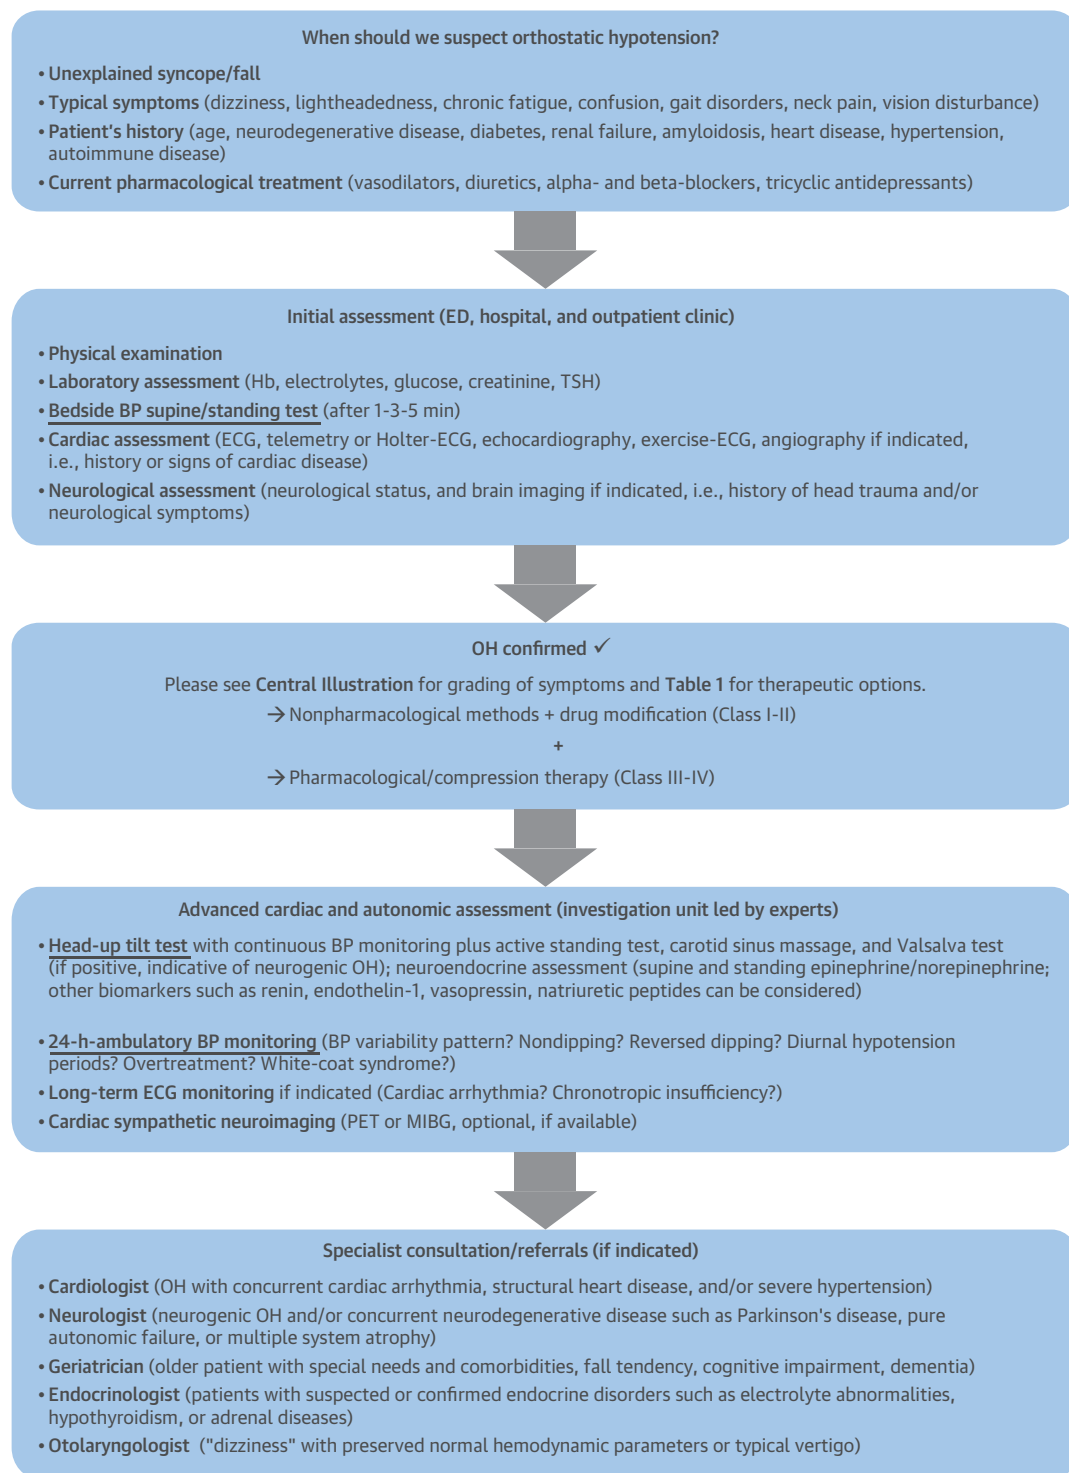 When should we suspect orthostatic hypotension?
• Unexplained syncope/fall
• Typical symptoms (dizziness, lightheadedness, chronic fatigue, confusion, gait disorders, neck pain, vision disturbance)
• Patient's history (age, neurodegenerative disease, diabetes, renal failure, amyloidosis, heart disease, hypertension,
autoimmune disease)
• Current pharmacological treatment (vasodilators, diuretics, alpha- and beta-blockers, tricyclic antidepressants)
Initial assessment (ED, hospital, and outpatient clinic)
• Physical examination
• Laboratory assessment (Hb, electrolytes, glucose, creatinine, TSH)
• Bedside BP supine/standing test (after 1-3-5 min)
• Cardiac assessment (ECG, telemetry or Holter-ECG, echocardiography, exercise-ECG, angiography if indicated,
i.e., history or signs of cardiac disease)
• Neurological assessment (neurological status, and brain imaging if indicated, i.e., history of head trauma and/or
neurological symptoms)
OH confirmed ✓
Please see Central Illustration for grading of symptoms and Table 1 for therapeutic options.
→ Nonpharmacological methods + drug modification (Class I-II)
+
→ Pharmacological/compression therapy (Class III-IV)
Advanced cardiac and autonomic assessment (investigation unit led by experts)
• Head-up tilt test with continuous BP monitoring plus active standing test, carotid sinus massage, and Valsalva test
(if positive, indicative of neurogenic OH); neuroendocrine assessment (supine and standing epinephrine/norepinephrine;
other biomarkers such as renin, endothelin-1, vasopressin, natriuretic peptides can be considered)
• 24-h-ambulatory BP monitoring (BP variability pattern? Nondipping? Reversed dipping? Diurnal hypotension
periods? Overtreatment? White-coat syndrome?)
• Long-term ECG monitoring if indicated (Cardiac arrhythmia? Chronotropic insufficiency?)
• Cardiac sympathetic neuroimaging (PET or MIBG, optional, if available)
Specialist consultation/referrals (if indicated)
• Cardiologist (OH with concurrent cardiac arrhythmia, structural heart disease, and/or severe hypertension)
• Neurologist (neurogenic OH and/or concurrent neurodegenerative disease such as Parkinson's disease, pure
autonomic failure, or multiple system atrophy)
• Geriatrician (older patient with special needs and comorbidities, fall tendency, cognitive impairment, dementia)
• Endocrinologist (patients with suspected or confirmed endocrine disorders such as electrolyte abnormalities,
hypothyroidism, or adrenal diseases)
• Otolaryngologist ("dizziness" with preserved normal hemodynamic parameters or typical vertigo)